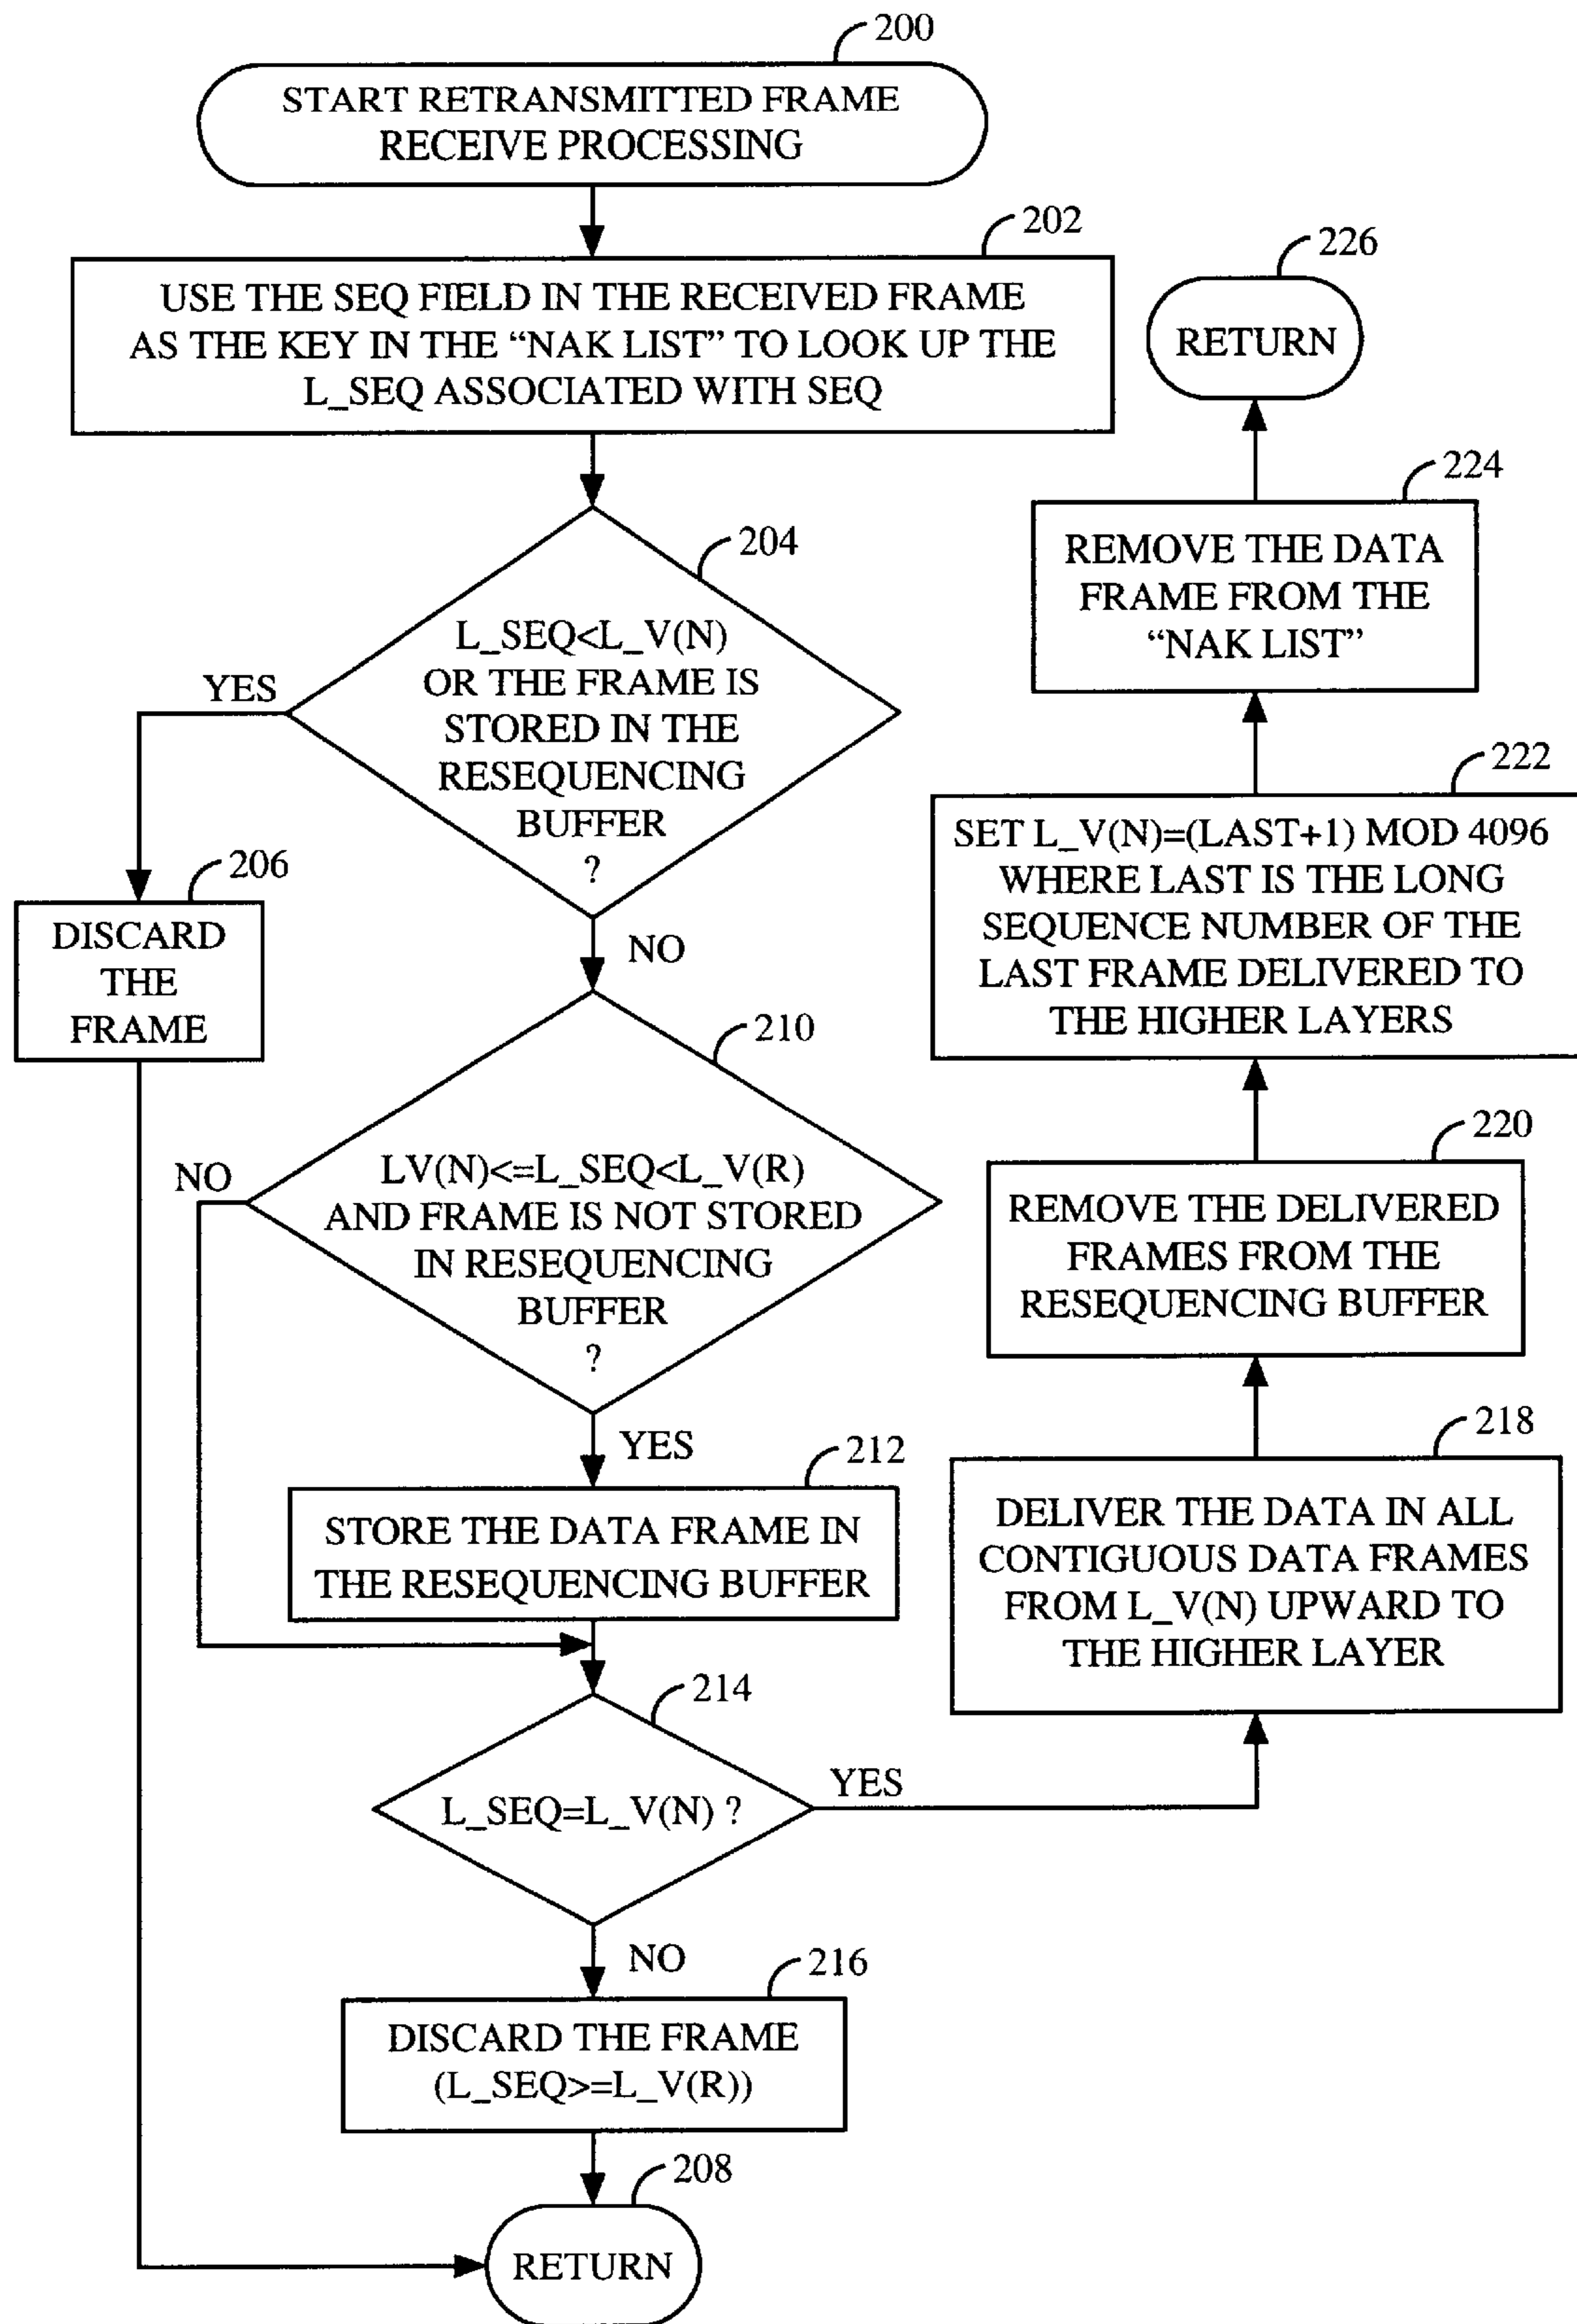 200
START RETRANSMITTED FRAME
RECEIVE PROCESSING
202
USE THE SEQ FIELD IN THE RECEIVED FRAME
AS THE KEY IN THE “NAK LIST” TO LOOK UP THE
L_SEQ ASSOCIATED WITH SEQ
204
L_SEQ<L_V(N)
OR THE FRAME IS
STORED IN THE
RESEQUENCING
BUFFER
?
YES
206
DISCARD
THE
FRAME
NO
210
LV(N)<=L_SEQ<L_V(R)
AND FRAME IS NOT STORED
IN RESEQUENCING
BUFFER
?
NO
YES
212
STORE THE DATA FRAME IN
THE RESEQUENCING BUFFER
214
L_SEQ=L_V(N) ?
YES
NO
216
DISCARD THE FRAME
(L_SEQ>=L_V(R))
208
RETURN
218
DELIVER THE DATA IN ALL
CONTIGUOUS DATA FRAMES
FROM L_V(N) UPWARD TO
THE HIGHER LAYER
220
REMOVE THE DELIVERED
FRAMES FROM THE
RESEQUENCING BUFFER
222
SET L_V(N)=(LAST+1) MOD 4096
WHERE LAST IS THE LONG
SEQUENCE NUMBER OF THE
LAST FRAME DELIVERED TO
THE HIGHER LAYERS
224
REMOVE THE DATA
FRAME FROM THE
“NAK LIST”
226
RETURN